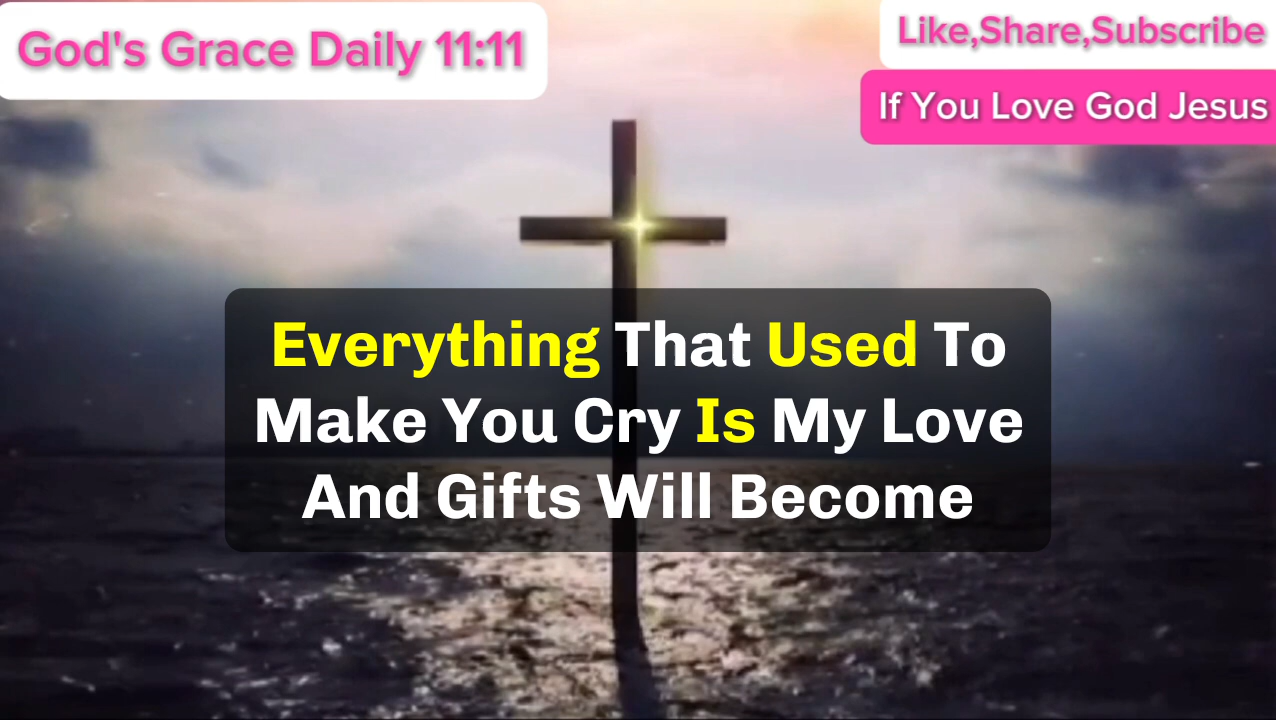 God's Grace Daily 11:11
Like,Share,Subscribe
If You Love God Jesus
Everything That Used To
Make You Cry Is My Love
And Gifts Will Become